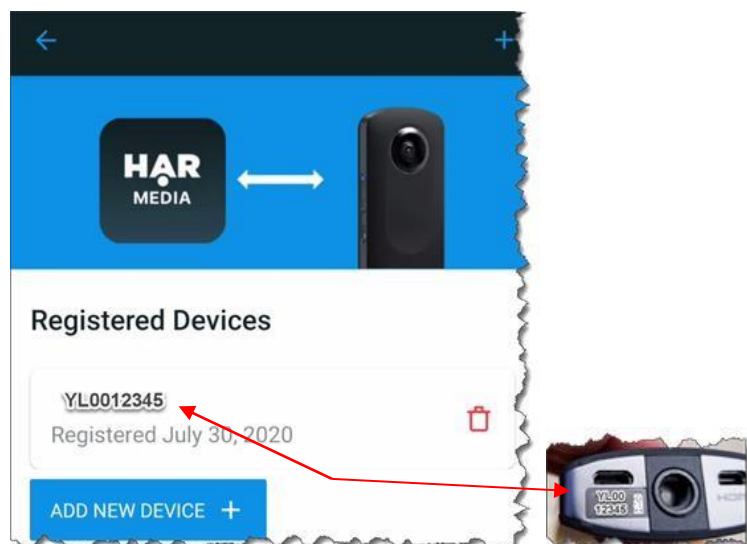 HAR
MEDIA
Registered Devices
YL0012345
Registered July 30, 2020
ADD NEW DEVICE +
YL00
12345